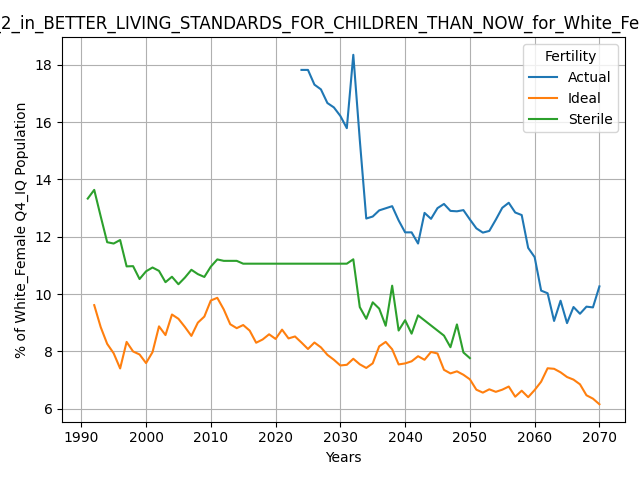 _2_in_BETTER_LIVING_STANDARDS_FOR_CHILDREN_THAN_NOW_for_White_Fe
Fertility
Actual
Ideal
Sterile
% of White_Female Q4_IQ Population
18
16
14
12
10
8
6
1990 2000 2010 2020 2030 2040 2050 2060 2070
Years